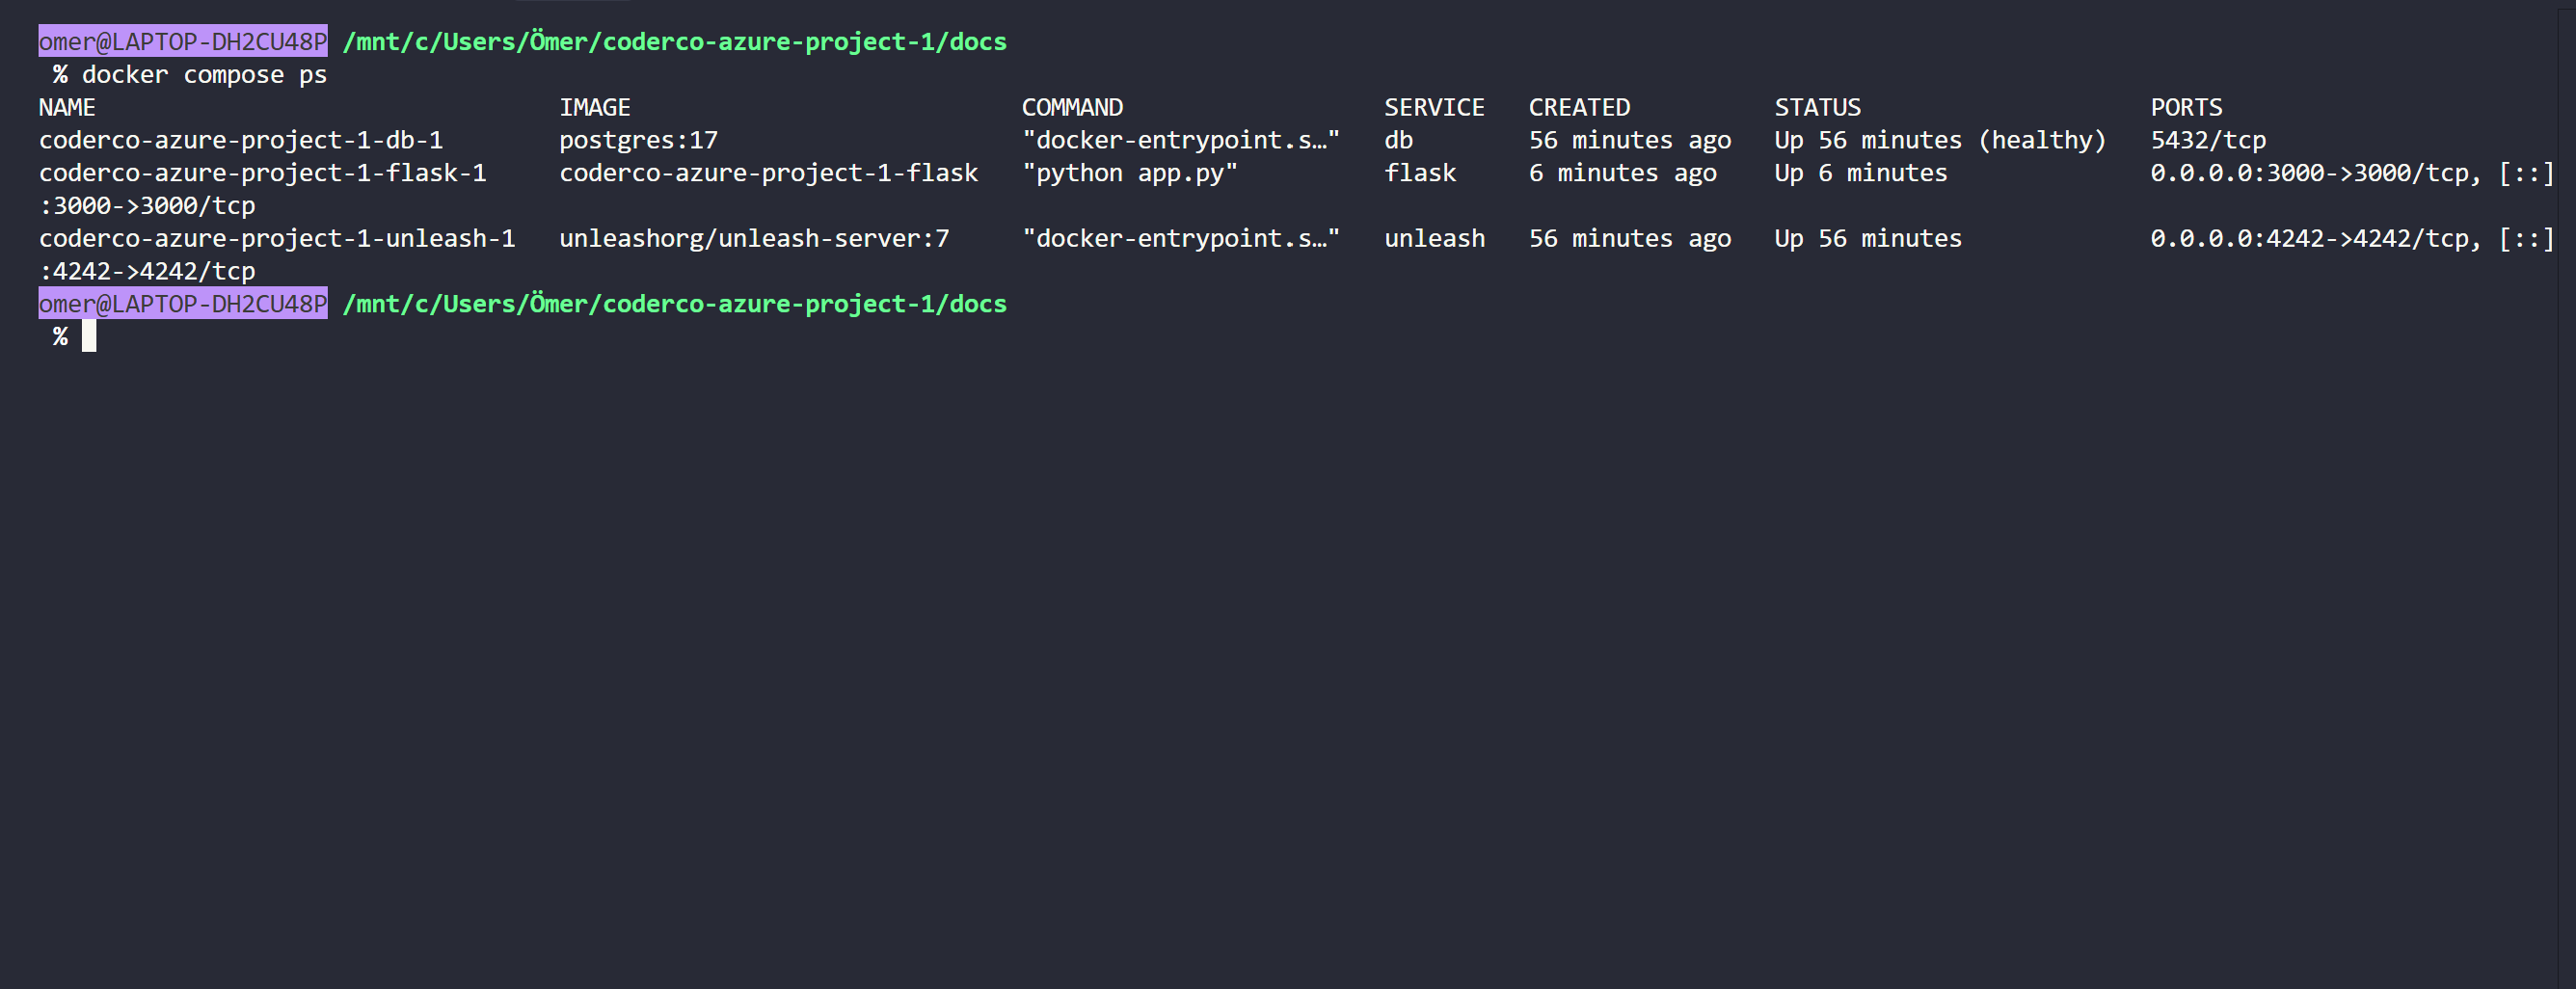 omer@LAPTOP-DH2CU48P /mnt/c/Users/Ömer/coderco-azure-project-1/docs
% docker compose ps
NAME IMAGE COMMAND SERVICE CREATED STATUS PORTS
coderco-azure-project-1-db-1 postgres:17 "docker-entrypoint.s…" db 56 minutes ago Up 56 minutes (healthy) 5432/tcp
coderco-azure-project-1-flask-1 coderco-azure-project-1-flask "python app.py" flask 6 minutes ago Up 6 minutes 0.0.0.0:3000->3000/tcp, [::]
:3000->3000/tcp
coderco-azure-project-1-unleash-1 unleashorg/unleash-server:7 "docker-entrypoint.s…" unleash 56 minutes ago Up 56 minutes 0.0.0.0:4242->4242/tcp, [::]
:4242->4242/tcp
omer@LAPTOP-DH2CU48P /mnt/c/Users/Ömer/coderco-azure-project-1/docs
%